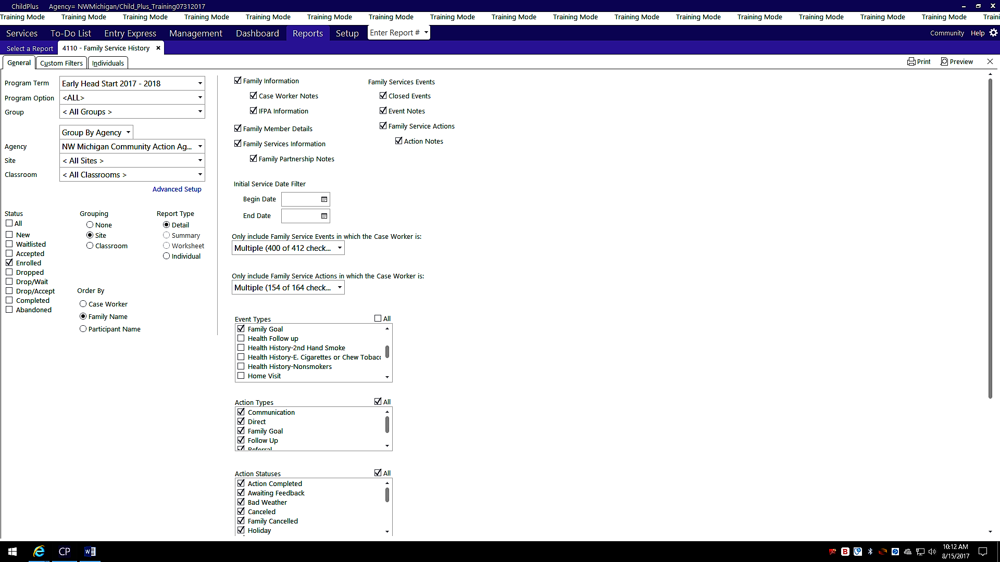 ChildPlus Agency= NWMichigan/Child_Plus_Training07312017
Training Mode Training Mode Training Mode Training Mode Training Mode Training Mode Training Mode Training Mode Training Mode Training Mode Training Mode Training Mode Training Mode Training Mode Training Mode Training Mode Traini
Services To-Do List Entry Express Management Dashboard Reports Setup Enter Report # Community Help
Select a Report 4110 - Family Service History
General Custom Filters Individuals Print Preview
Program Term Early Head Start 2017 - 2018
Program Option <ALL>
Group < All Groups >
Group By Agency
Agency NW Michigan Community Action Ag...
Site < All Sites >
Classroom < All Classrooms >
Advanced Setup
Status
All
New
Waitlisted
Accepted
Enrolled
Dropped
Drop/Wait
Drop/Accept
Completed
Abandoned
Grouping
None
Site
Classroom
Report Type
Detail
Summary
Worksheet
Individual
Order By
Case Worker
Family Name
Participant Name
Family Information
Case Worker Notes
IFPA Information
Family Member Details
Family Services Information
Family Partnership Notes
Family Services Events
Closed Events
Event Notes
Family Service Actions
Action Notes
Initial Service Date Filter
Begin Date
End Date
Only include Family Service Events in which the Case Worker is:
Multiple (400 of 412 check...
Only include Family Service Actions in which the Case Worker is:
Multiple (154 of 164 check...
Event Types All
Family Goal
Health Follow up
Health History-2nd Hand Smoke
Health History-E. Cigarettes or Chew Tobacc
Health History-Nonsmokers
Home Visit
Action Types All
Communication
Direct
Family Goal
Follow Up
Referral
Action Statuses All
Action Completed
Awaiting Feedback
Bad Weather
Canceled
Family Cancelled
Holiday
CP
10:12 AM
8/15/2017